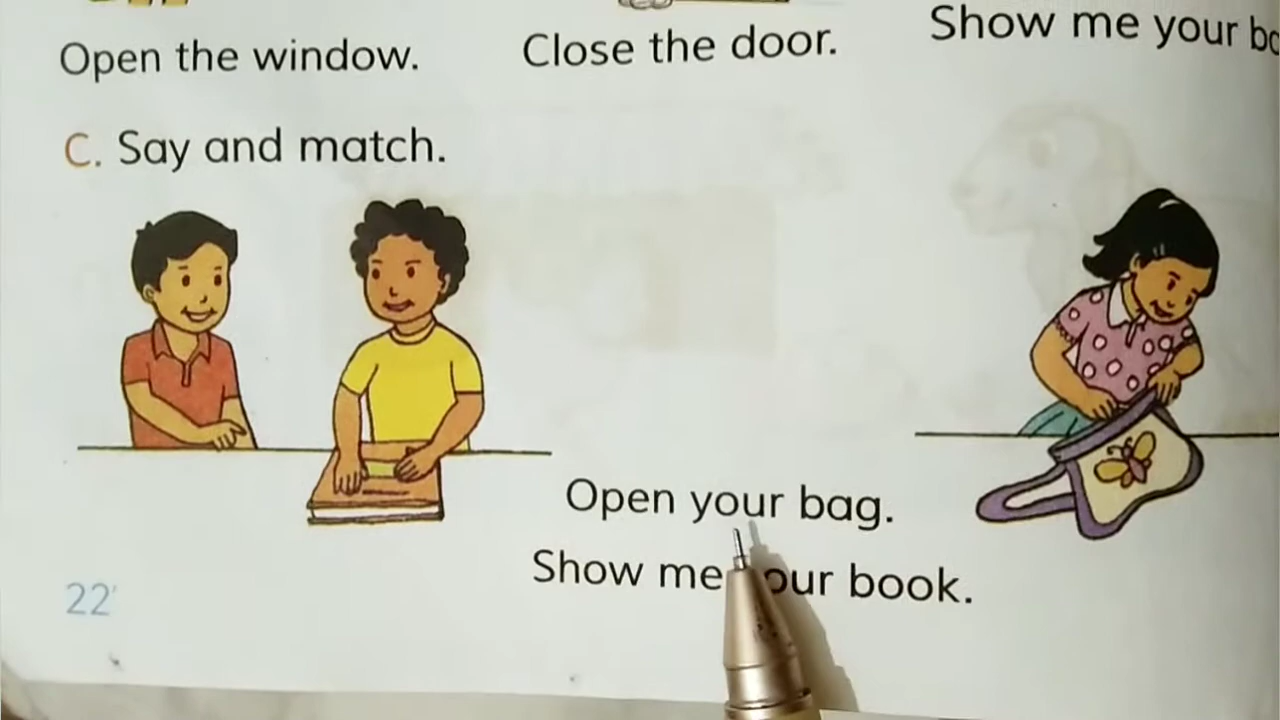 Open the window.
Close the door.
Show me your
C. Say and match.
Open your bag.
Show me your book.
22